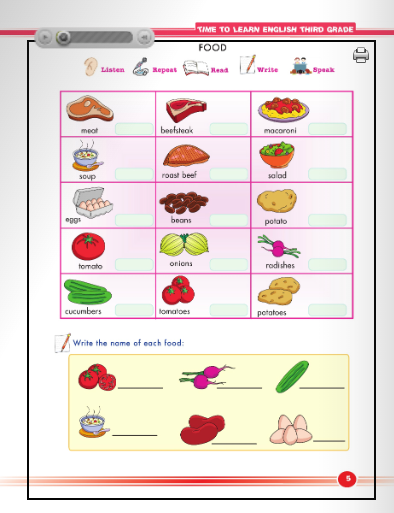 TIME TO LEARN ENGLISH THIRD GRADE
FOOD
Listen Repeat Read Write Speak
meat beefsteak macaroni
soup roast beef salad
eggs beans potato
tomato onions radishes
cucumbers tomatoes potatoes
Write the name of each food:
5